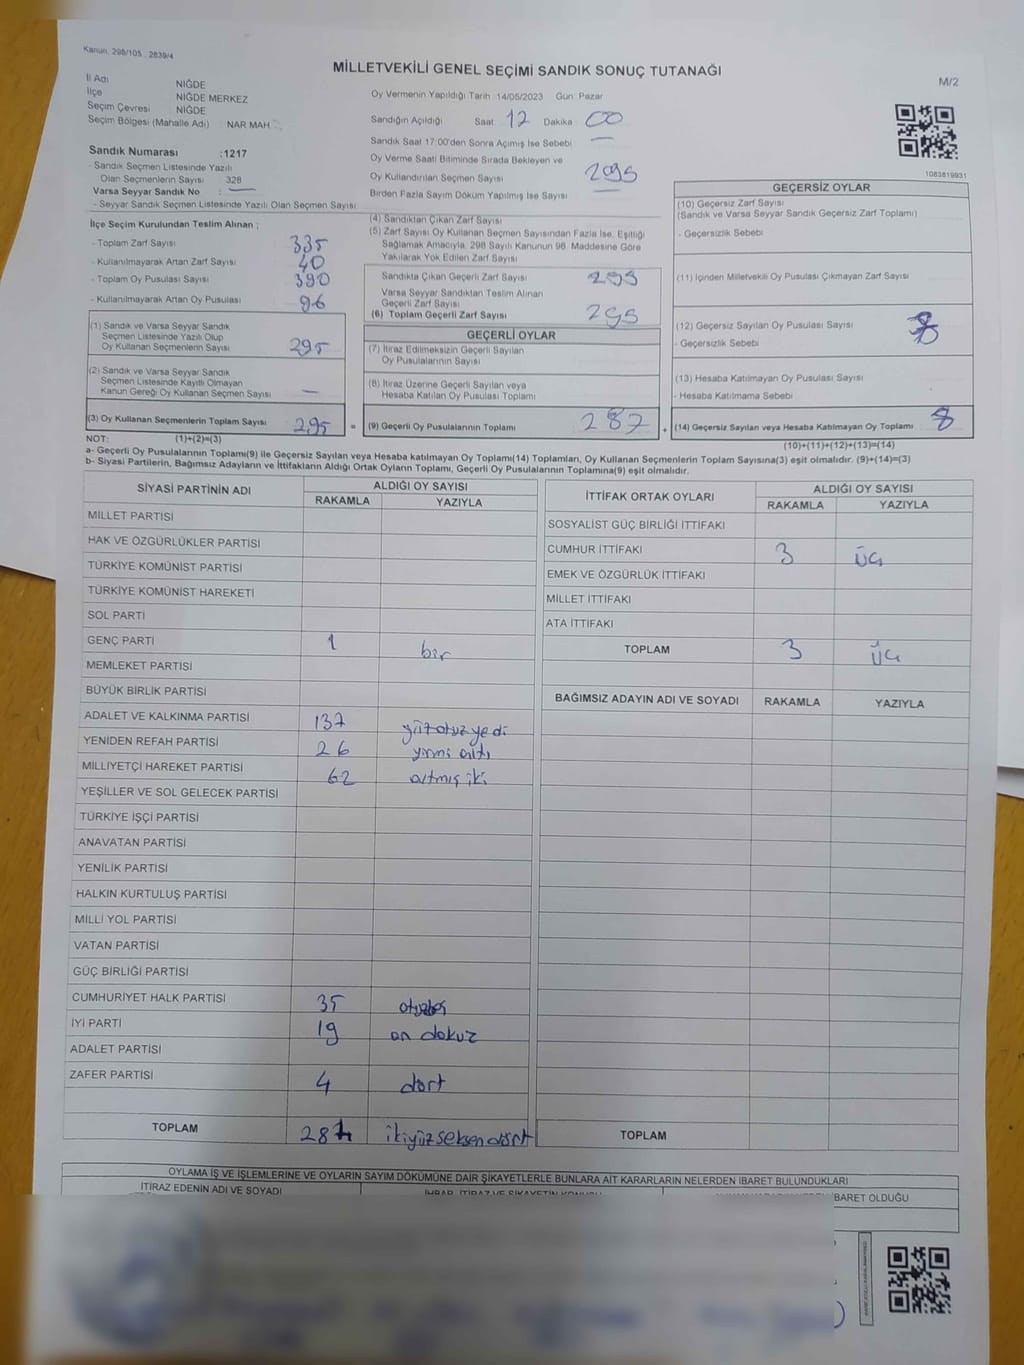 Kanun: 298/105 - 2839/4
MİLLETVEKİLİ GENEL SEÇİMİ SANDIK SONUÇ TUTANAĞI
M/2
İl Adı NİĞDE
İlçe NİĞDE MERKEZ
Seçim Çevresi NİĞDE
Seçim Bölgesi (Mahalle Adı) NAR MAH
Sandık Numarası :1217
- Sandık Seçmen Listesinde Yazılı
Olan Seçmenlerin Sayısı 328
Varsa Seyyar Sandık No :
- Seyyar Sandık Seçmen Listesinde Yazılı Olan Seçmen Sayısı
Oy Vermenin Yapıldığı Tarih :14/05/2023 Gün Pazar
Sandığın Açıldığı Saat 12 Dakika 00
Sandık Saat 17:00'den Sonra Açılmış İse Sebebi —
Oy Verme Saati Bitiminde Sırada Bekleyen ve
Oy Kullandırılan Seçmen Sayısı
Birden Fazla Sayım Döküm Yapılmış İse Sayısı —
1083819931
İlçe Seçim Kurulundan Teslim Alınan ;
- Toplam Zarf Sayısı 335
- Kullanılmayarak Artan Zarf Sayısı 40
- Toplam Oy Pusulası Sayısı 390
- Kullanılmayarak Artan Oy Pusulası 96
(1) Sandık ve Varsa Seyyar Sandık
Seçmen Listesinde Yazılı Olup
Oy Kullanan Seçmenlerin Sayısı 295
(2) Sandık ve Varsa Seyyar Sandık
Seçmen Listesinde Kayıtlı Olmayan
Kanun Gereği Oy Kullanan Seçmen Sayısı —
(3) Oy Kullanan Seçmenlerin Toplam Sayısı 295 =
(4) Sandıktan Çıkan Zarf Sayısı
(5) Zarf Sayısı Oy Kullanan Seçmen Sayısından Fazla İse, Eşitliği
Sağlamak Amacıyla, 298 Sayılı Kanunun 98. Maddesine Göre
Yakılarak Yok Edilen Zarf Sayısı
Sandıkta Çıkan Geçerli Zarf Sayısı 295
Varsa Seyyar Sandıktan Teslim Alınan
Geçerli Zarf Sayısı
(6) Toplam Geçerli Zarf Sayısı 295
GEÇERLİ OYLAR
(7) İtiraz Edilmeksizin Geçerli Sayılan
Oy Pusulalarının Sayısı
(8) İtiraz Üzerine Geçerli Sayılan veya
Hesaba Katılan Oy Pusulaları Toplamı
(9) Geçerli Oy Pusulalarının Toplamı 287 +
GEÇERSİZ OYLAR
(10) Geçersiz Zarf Sayısı
(Sandık ve Varsa Seyyar Sandık Geçersiz Zarf Toplamı)
- Geçersizlik Sebebi
(11) İçinden Milletvekili Oy Pusulası Çıkmayan Zarf Sayısı
(12) Geçersiz Sayılan Oy Pusulası Sayısı 8
- Geçersizlik Sebebi
(13) Hesaba Katılmayan Oy Pusulası Sayısı
- Hesaba Katılmama Sebebi
(14) Geçersiz Sayılan veya Hesaba Katılmayan Oy Toplamı 8
NOT: (1)+(2)=(3)
(10)+(11)+(12)+(13)=(14)
a- Geçerli Oy Pusulalarının Toplamı(9) ile Geçersiz Sayılan veya Hesaba katılmayan Oy Toplamı(14) Toplamları, Oy Kullanan Seçmenlerin Toplam Sayısına(3) eşit olmalıdır. (9)+(14)=(3)
b- Siyasi Partilerin, Bağımsız Adayların ve İttifakların Aldığı Ortak Oyların Toplamı, Geçerli Oy Pusulalarının Toplamına(9) eşit olmalıdır.
SİYASİ PARTİNİN ADI ALDIĞI OY SAYISI
RAKAMLA YAZIYLA
MİLLET PARTİSİ
HAK VE ÖZGÜRLÜKLER PARTİSİ
TÜRKİYE KOMÜNİST PARTİSİ
TÜRKİYE KOMÜNİST HAREKETİ
SOL PARTİ
GENÇ PARTİ 1 bir
MEMLEKET PARTİSİ
BÜYÜK BİRLİK PARTİSİ
ADALET VE KALKINMA PARTİSİ 137 yüzotuzyedi
YENİDEN REFAH PARTİSİ 26 yirmi altı
MİLLİYETÇİ HAREKET PARTİSİ 62 altmış iki
YEŞİLLER VE SOL GELECEK PARTİSİ
TÜRKİYE İŞÇİ PARTİSİ
ANAVATAN PARTİSİ
YENİLİK PARTİSİ
HALKIN KURTULUŞ PARTİSİ
MİLLİ YOL PARTİSİ
VATAN PARTİSİ
GÜÇ BİRLİĞİ PARTİSİ
CUMHURİYET HALK PARTİSİ 35 otuzbeş
İYİ PARTİ 19 on dokuz
ADALET PARTİSİ
ZAFER PARTİSİ 4 dört
TOPLAM 284 ikiyüzseksendört
İTTİFAK ORTAK OYLARI ALDIĞI OY SAYISI
RAKAMLA YAZIYLA
SOSYALİST GÜÇ BİRLİĞİ İTTİFAKI
CUMHUR İTTİFAKI 3 üç
EMEK VE ÖZGÜRLÜK İTTİFAKI
MİLLET İTTİFAKI
ATA İTTİFAKI
TOPLAM 3 üç
BAĞIMSIZ ADAYIN ADI VE SOYADI RAKAMLA YAZIYLA
TOPLAM
OYLAMA İŞ VE İŞLEMLERİNE VE OYLARIN SAYIM DÖKÜMÜNE DAİR ŞİKAYETLERLE BUNLARA AİT KARARLARIN NELERDEN İBARET BULUNDUKLARI
İTİRAZ EDENİN ADI VE SOYADI
İBARET OLDUĞU